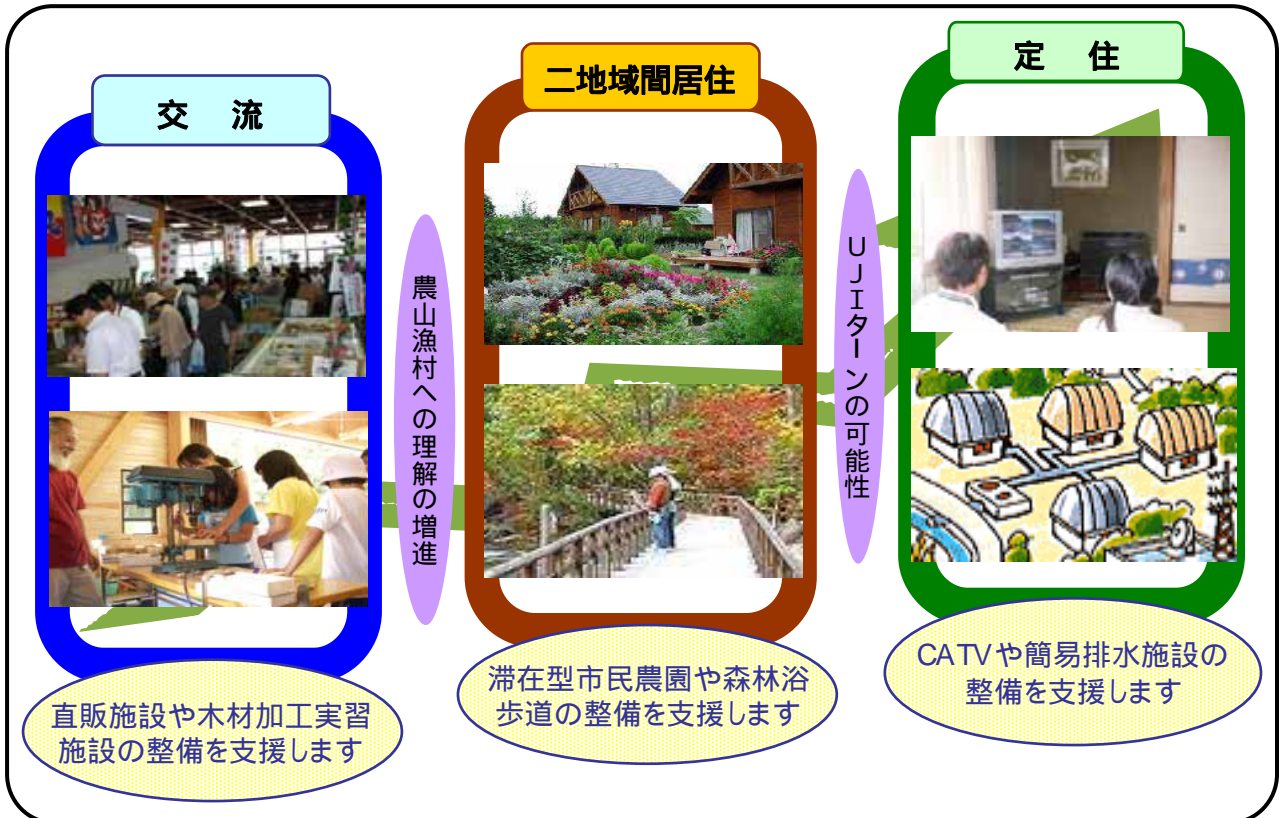 交 流
直販施設や木材加工実習
施設の整備を支援します
農山漁村への理解の増進
二地域間居住
滞在型市民農園や森林浴
歩道の整備を支援します
UJIターンの可能性
定 住
CATVや簡易排水施設の
整備を支援します